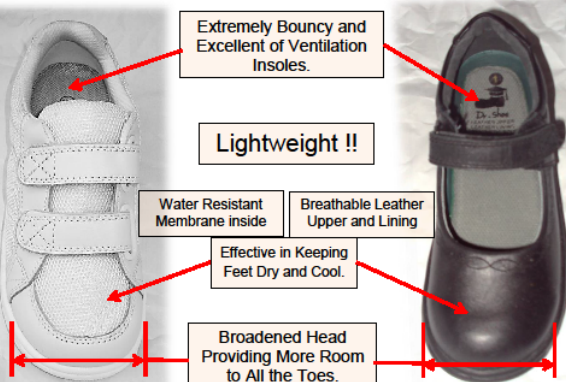 Extremely Bouncy and
Excellent of Ventilation
Insoles.
Dr. Shoe
Lightweight !!
Water Resistant
Membrane inside
Breathable Leather
Upper and Lining
Effective in Keeping
Feet Dry and Cool.
Broadened Head
Providing More Room
to All the Toes.